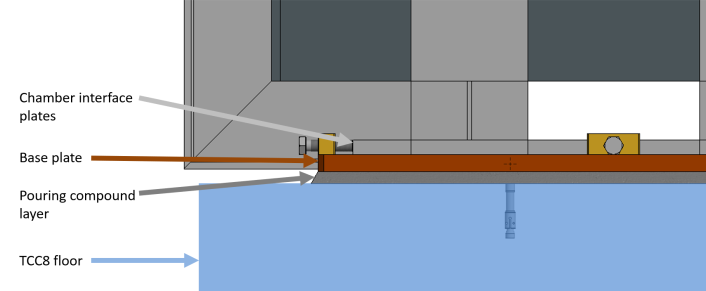 Chamber interface
plates
Base plate
Pouring compound
layer
TCC8 floor